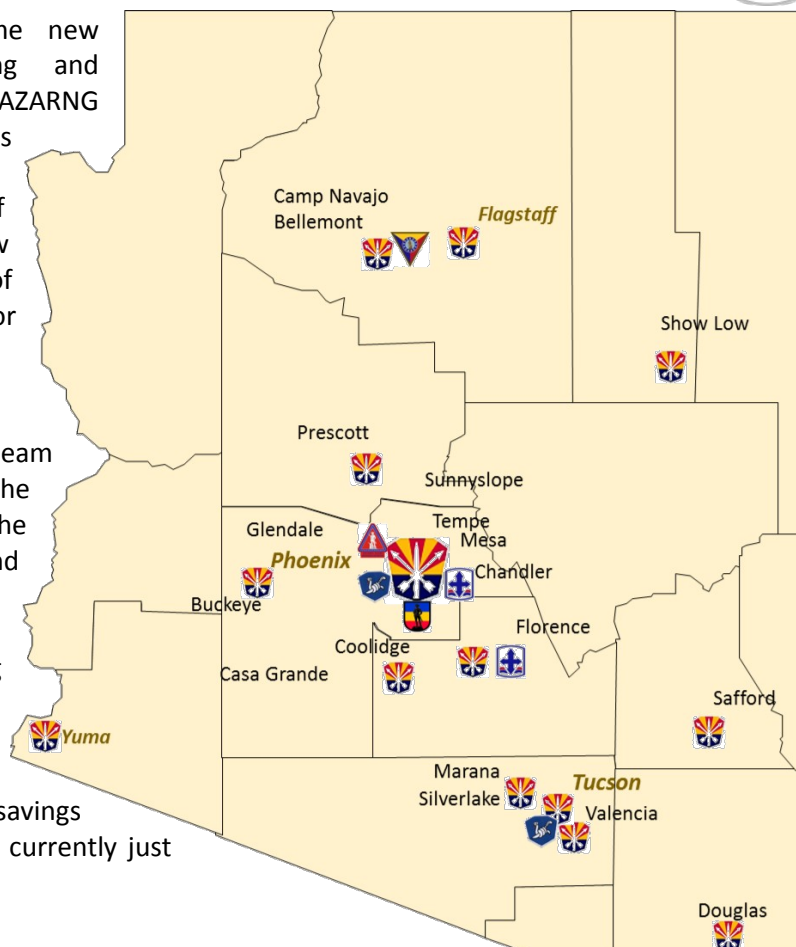 ne new
ng and
AZARNG
s
f
w
of
or
eam
he
he
nd
g
savings
currently just
Camp Navajo
Bellemont
Flagstaff
Show Low
Prescott
Sunnyslope
Glendale
Tempe
Mesa
Phoenix
Chandler
Buckeye
Florence
Coolidge
Casa Grande
Safford
Yuma
Marana
Silverlake
Tucson
Valencia
Douglas